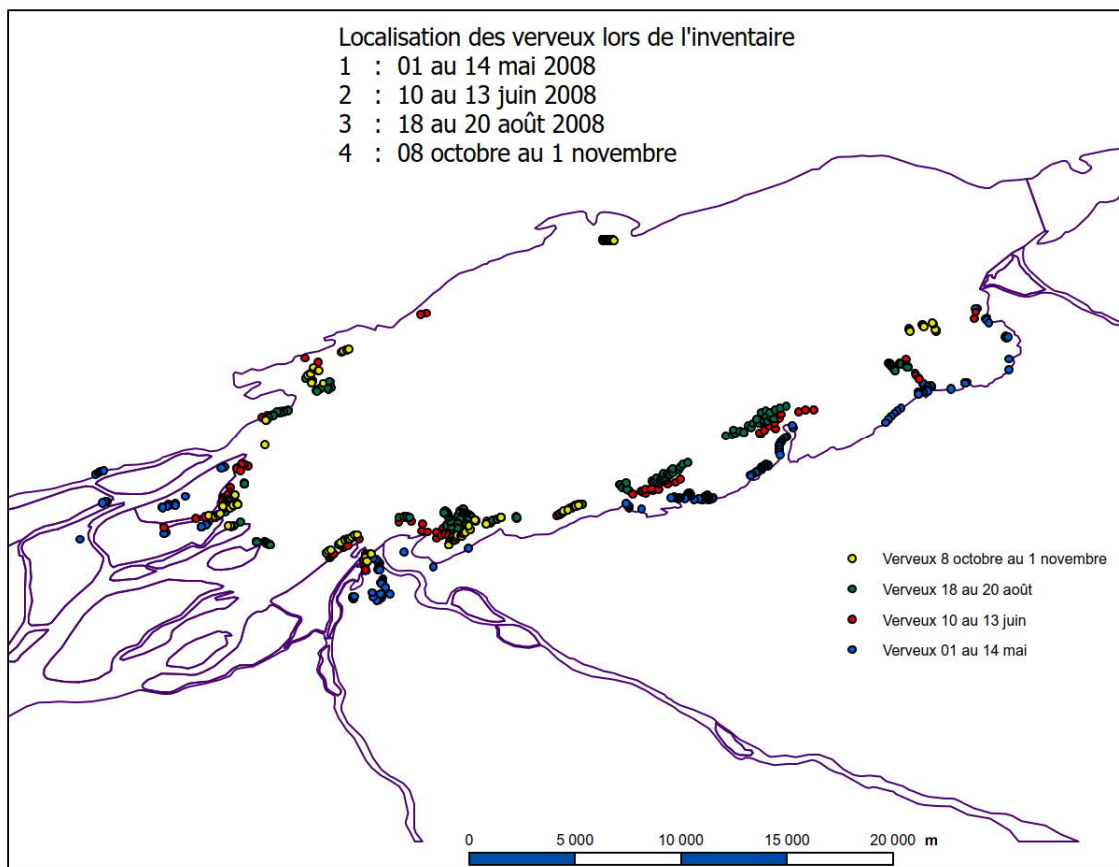 Localisation des verveux lors de l'inventaire
1 : 01 au 14 mai 2008
2 : 10 au 13 juin 2008
3 : 18 au 20 août 2008
4 : 08 octobre au 1 novembre
Verveux 8 octobre au 1 novembre
Verveux 18 au 20 août
Verveux 10 au 13 juin
Verveux 01 au 14 mai
0 5 000 10 000 15 000 20 000 m